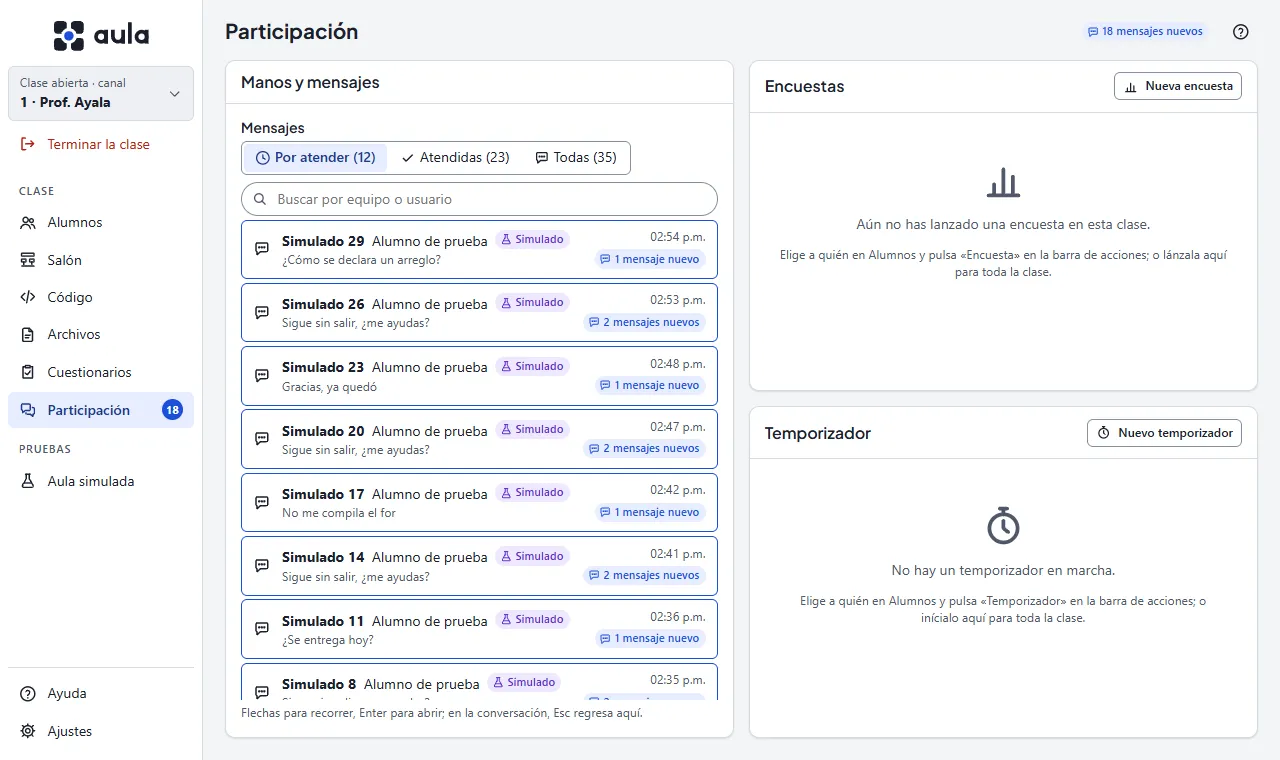 aula
Clase abierta · canal
1 · Prof. Ayala
Terminar la clase
CLASE
Alumnos
Salón
Código
Archivos
Cuestionarios
Participación 18
PRUEBAS
Aula simulada
Ayuda
Ajustes
Participación
18 mensajes nuevos
Manos y mensajes
Mensajes
Por atender (12) Atendidas (23) Todas (35)
Buscar por equipo o usuario
Simulado 29 Alumno de prueba Simulado 02:54 p.m.
¿Cómo se declara un arreglo? 1 mensaje nuevo
Simulado 26 Alumno de prueba Simulado 02:53 p.m.
Sigue sin salir, ¿me ayudas? 2 mensajes nuevos
Simulado 23 Alumno de prueba Simulado 02:48 p.m.
Gracias, ya quedó 1 mensaje nuevo
Simulado 20 Alumno de prueba Simulado 02:47 p.m.
Sigue sin salir, ¿me ayudas? 2 mensajes nuevos
Simulado 17 Alumno de prueba Simulado 02:42 p.m.
No me compila el for 1 mensaje nuevo
Simulado 14 Alumno de prueba Simulado 02:41 p.m.
Sigue sin salir, ¿me ayudas? 2 mensajes nuevos
Simulado 11 Alumno de prueba Simulado 02:36 p.m.
¿Se entrega hoy? 1 mensaje nuevo
Simulado 8 Alumno de prueba Simulado 02:35 p.m.
Flechas para recorrer, Enter para abrir; en la conversación, Esc regresa aquí.
Encuestas
Nueva encuesta
Aún no has lanzado una encuesta en esta clase.
Elige a quién en Alumnos y pulsa «Encuesta» en la barra de acciones; o lánzala aquí
para toda la clase.
Temporizador
Nuevo temporizador
No hay un temporizador en marcha.
Elige a quién en Alumnos y pulsa «Temporizador» en la barra de acciones; o
inícialo aquí para toda la clase.